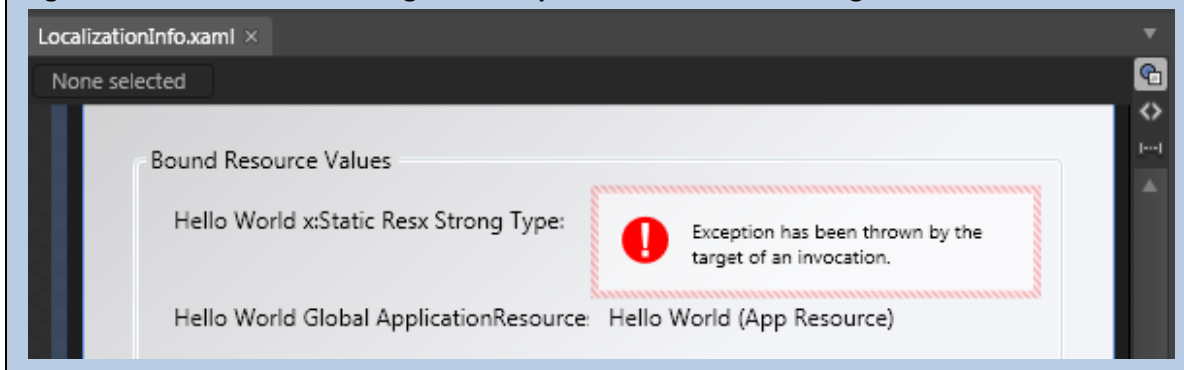 LocalizationInfo.xaml ×
None selected
Bound Resource Values
Hello World x:Static Resx Strong Type:
Exception has been thrown by the
target of an invocation.
Hello World Global ApplicationResource: Hello World (App Resource)